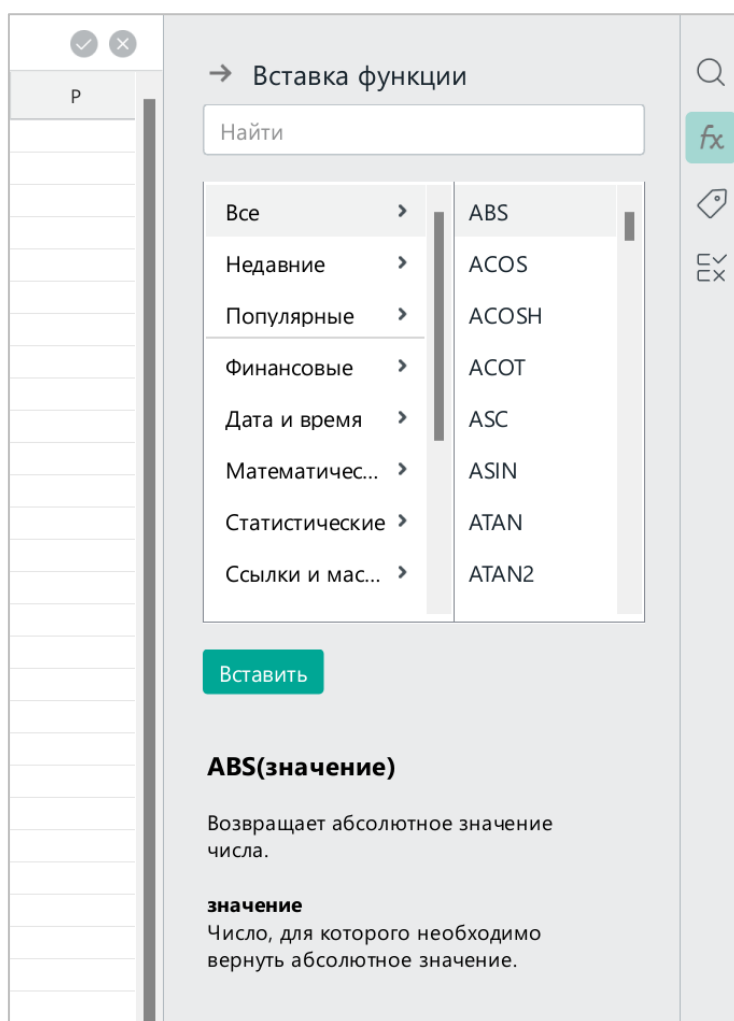 P
Вставка функции
Найти
Все
Недавние
Популярные
Финансовые
Дата и время
Математичес...
Статистические
Ссылки и мас...
ABS
ACOS
ACOSH
ACOT
ASC
ASIN
ATAN
ATAN2
Вставить
ABS(значение)
Возвращает абсолютное значение
числа.
значение
Число, для которого необходимо
вернуть абсолютное значение.
fx